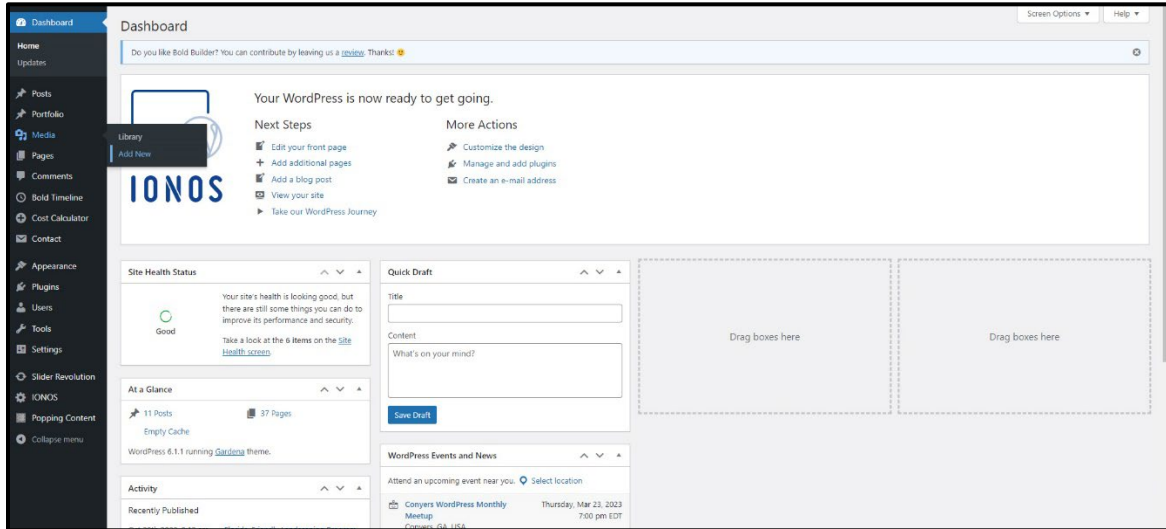 Dashboard
Home
Updates
Posts
Portfolio
Media
Pages
Comments
Bold Timeline
Cost Calculator
Contact
Appearance
Plugins
Users
Tools
Settings
Slider Revolution
IONOS
Popping Content
Collapse menu
Library
Add New
Screen Options
Help
Dashboard
Do you like Bold Builder? You can contribute by leaving us a review. Thanks!
IONOS
Your WordPress is now ready to get going.
Next Steps
Edit your front page
Add additional pages
Add a blog post
View your site
Take our WordPress Journey
More Actions
Customize the design
Manage and add plugins
Create an e-mail address
Site Health Status
Good
Your site's health is looking good, but
there are still some things you can do to
improve its performance and security.
Take a look at the 6 items on the Site
Health screen.
At a Glance
11 Posts
37 Pages
Empty Cache
WordPress 6.1.1 running Gardena theme.
Activity
Recently Published
Quick Draft
Title
Content
What's on your mind?
Save Draft
WordPress Events and News
Attend an upcoming event near you. Select location
Conyers WordPress Monthly
Meetup
Conyers, GA, USA
Thursday, Mar 23, 2023
7:00 pm EDT
Drag boxes here
Drag boxes here